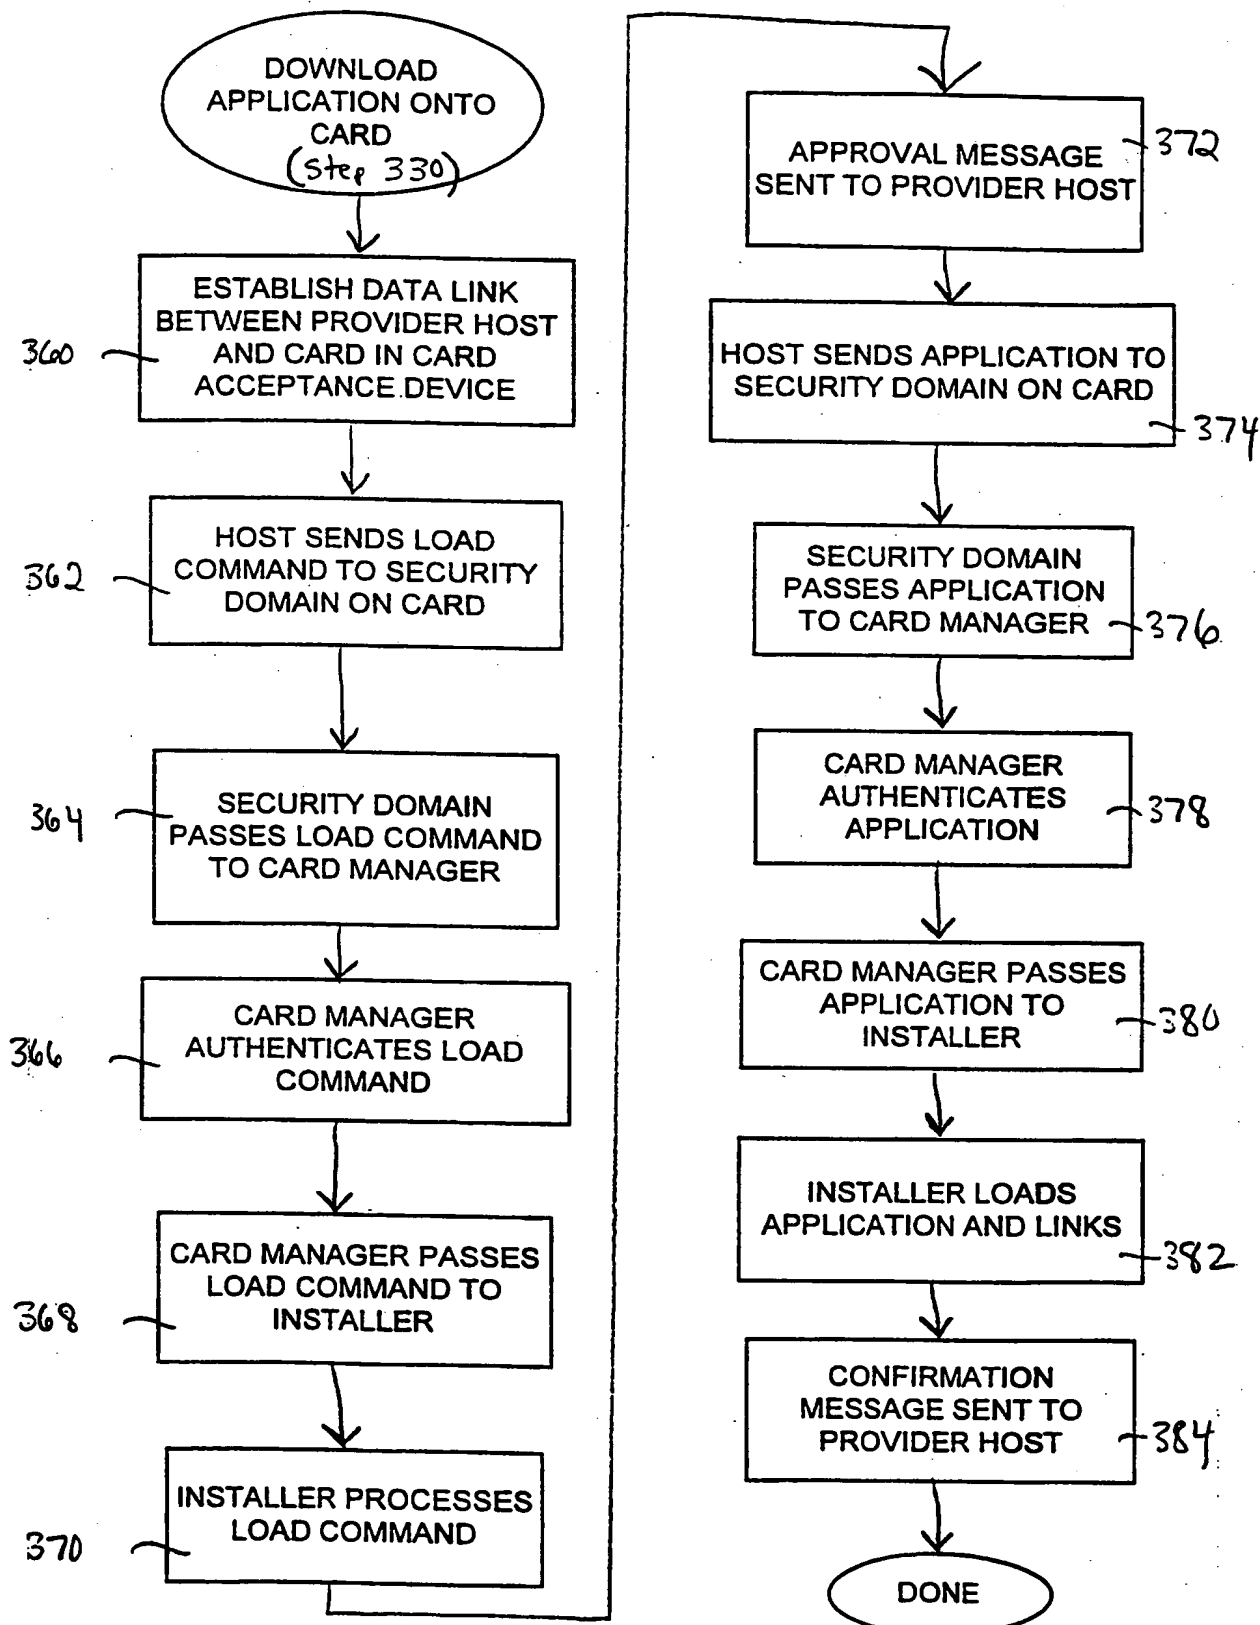 DOWNLOAD
APPLICATION ONTO
CARD
(Step 330)
ESTABLISH DATA LINK
BETWEEN PROVIDER HOST
AND CARD IN CARD
ACCEPTANCE DEVICE
360
HOST SENDS LOAD
COMMAND TO SECURITY
DOMAIN ON CARD
362
SECURITY DOMAIN
PASSES LOAD COMMAND
TO CARD MANAGER
364
CARD MANAGER
AUTHENTICATES LOAD
COMMAND
366
CARD MANAGER PASSES
LOAD COMMAND TO
INSTALLER
368
INSTALLER PROCESSES
LOAD COMMAND
370
APPROVAL MESSAGE
SENT TO PROVIDER HOST
372
HOST SENDS APPLICATION TO
SECURITY DOMAIN ON CARD
374
SECURITY DOMAIN
PASSES APPLICATION
TO CARD MANAGER
376
CARD MANAGER
AUTHENTICATES
APPLICATION
378
CARD MANAGER PASSES
APPLICATION TO
INSTALLER
380
INSTALLER LOADS
APPLICATION AND LINKS
382
CONFIRMATION
MESSAGE SENT TO
PROVIDER HOST
384
DONE